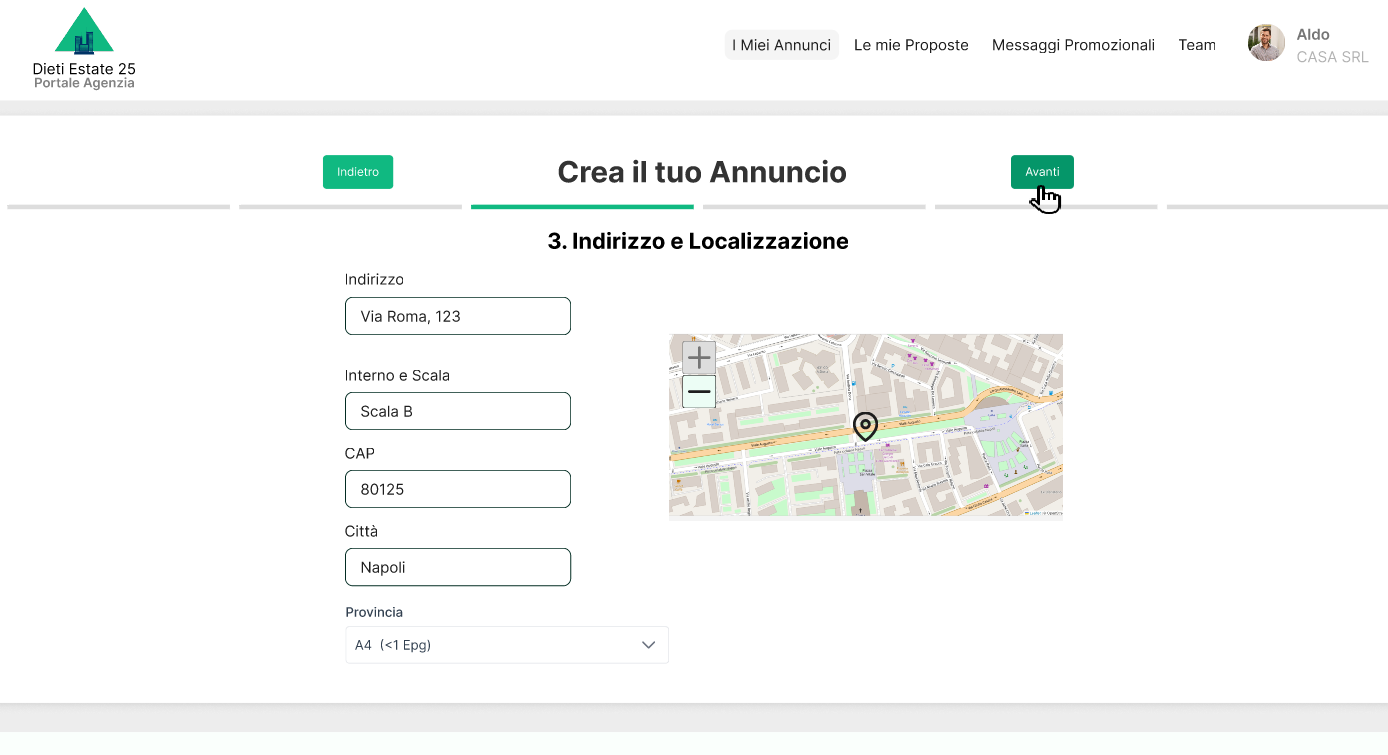 Dieti Estate 25
Portale Agenzia
I Miei Annunci
Le mie Proposte
Messaggi Promozionali
Team
Aldo
CASA SRL
Indietro
Crea il tuo Annuncio
Avanti
3. Indirizzo e Localizzazione
Indirizzo
Via Roma, 123
Interno e Scala
Scala B
CAP
80125
Città
Napoli
Provincia
A4 (<1 Epg)